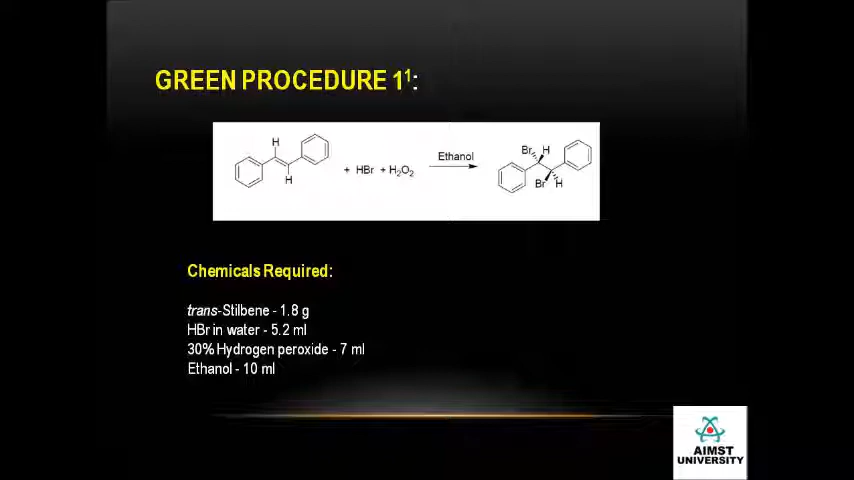 GREEN PROCEDURE 1¹:
H
H
+ HBr + H₂O₂
Ethanol
Br H
Br H
Chemicals Required:
trans-Stilbene - 1.8 g
HBr in water - 5.2 ml
30% Hydrogen peroxide - 7 ml
Ethanol - 10 ml
AIMST
UNIVERSITY